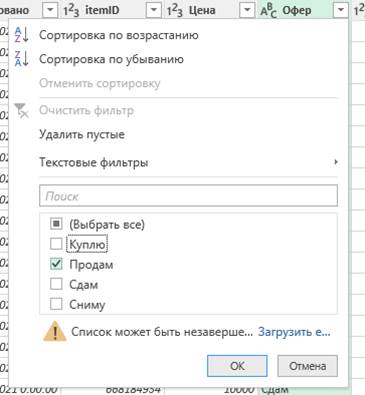 овано 1²3 itemID 1²3 Цена AᴮC Офер
Сортировка по возрастанию
Сортировка по убыванию
Отменить сортировку
Очистить фильтр
Удалить пустые
Текстовые фильтры
Поиск
(Выбрать все)
Куплю
Продам
Сдам
Сниму
Список может быть незаверше... Загрузить е...
ОК Отмена
021 0:00:00 668184934 10000 Сдам